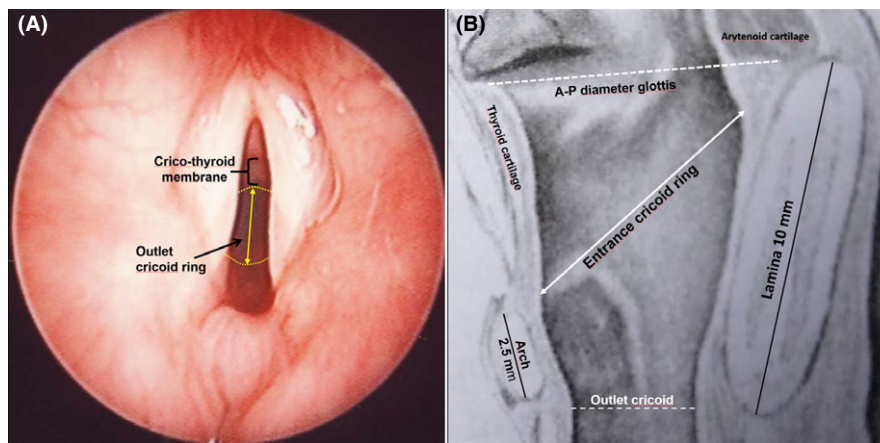 (A)
Crico-thyroid
membrane
Outlet
cricoid ring
(B)
Arytenoid cartilage
A-P diameter glottis
Thyroid cartilage
Entrance cricoid ring
Lamina 10 mm
Arch
2.5 mm
Outlet cricoid